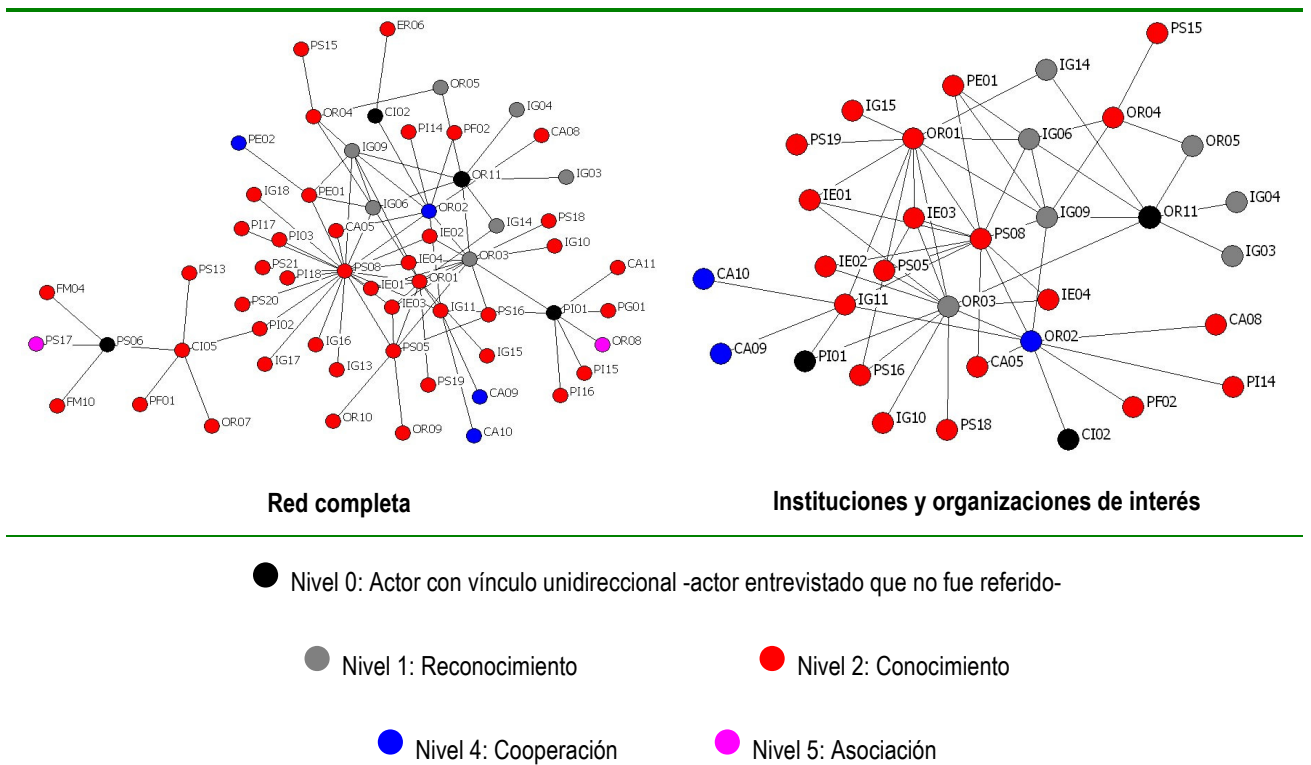 ER06
PS15
OR05
OR04
CI02
IG04
PI14
PF02
CA08
PE02
IG09
OR11
IG03
IG18
PE01
IG06
OR02
PS18
IG14
PI17
CA05
IE02
IG10
PI03
OR03
PS21
PS08
IE04
CA11
PS13
PI18
OR01
FM04
IE01
PS20
IE03
IG11
PS16
PI01
PG01
PI02
PS17
PS06
CI05
IG16
PS05
IG15
OR08
IG17
IG13
PS19
PI15
CA09
PI16
FM10
PF01
OR10
OR07
OR09
CA10
Red completa
PS15
IG14
PE01
IG15
OR04
OR01
IG06
PS19
OR05
IE01
IG04
IE03
IG09
OR11
PS08
IG03
IE02
PS05
CA10
IG11
OR03
IE04
OR02
CA08
CA09
PI01
PS16
CA05
PI14
IG10
PF02
PS18
CI02
Instituciones y organizaciones de interés
Nivel 0: Actor con vínculo unidireccional -actor entrevistado que no fue referido-
Nivel 1: Reconocimiento
Nivel 2: Conocimiento
Nivel 4: Cooperación
Nivel 5: Asociación